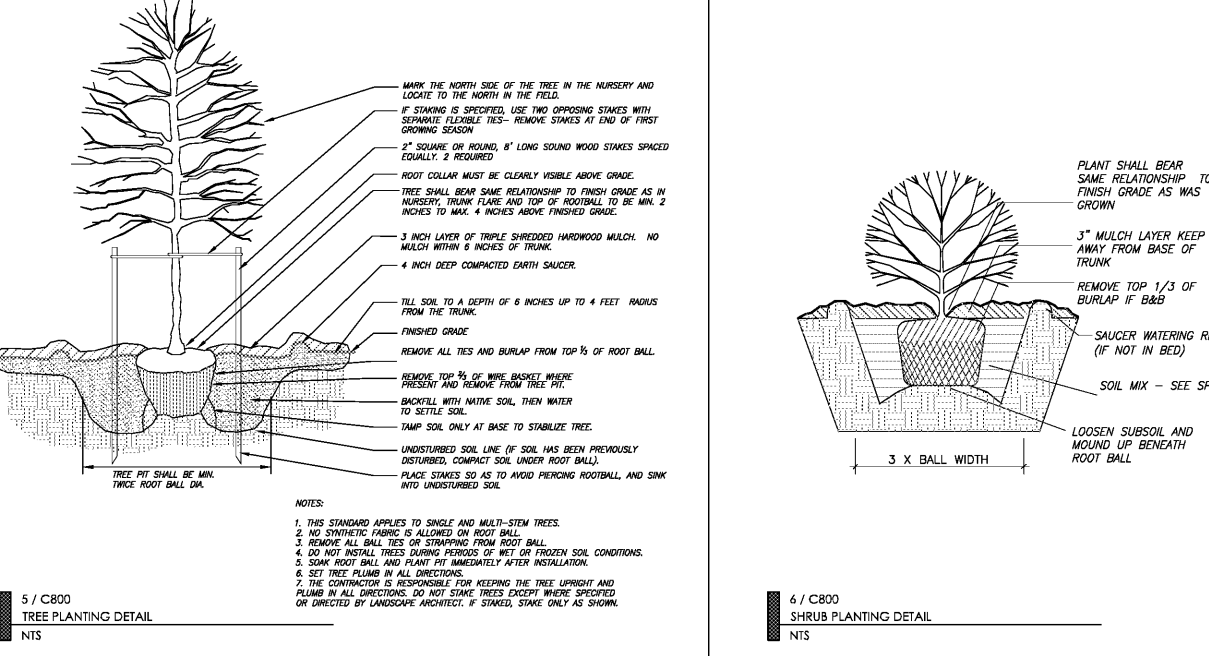 MARK THE NORTH SIDE OF THE TREE IN THE NURSERY AND
LOCATE TO THE NORTH IN THE FIELD.
IF STAKING IS SPECIFIED, USE TWO OPPOSING STAKES WITH
SEPARATE FLEXIBLE TIES– REMOVE STAKES AT END OF FIRST
GROWING SEASON
2" SQUARE OR ROUND, 8' LONG SOUND WOOD STAKES SPACED
EQUALLY. 2 REQUIRED
ROOT COLLAR MUST BE CLEARLY VISIBLE ABOVE GRADE.
TREE SHALL BEAR SAME RELATIONSHIP TO FINISH GRADE AS IN
NURSERY, TRUNK FLARE AND TOP OF ROOTBALL TO BE MIN. 2
INCHES TO MAX. 4 INCHES ABOVE FINISHED GRADE.
3 INCH LAYER OF TRIPLE SHREDDED HARDWOOD MULCH. NO
MULCH WITHIN 6 INCHES OF TRUNK.
4 INCH DEEP COMPACTED EARTH SAUCER.
TILL SOIL TO A DEPTH OF 6 INCHES UP TO 4 FEET RADIUS
FROM THE TRUNK.
FINISHED GRADE
REMOVE ALL TIES AND BURLAP FROM TOP ⅓ OF ROOT BALL.
REMOVE TOP ⅔ OF WIRE BASKET WHERE
PRESENT AND REMOVE FROM TREE PIT.
BACKFILL WITH NATIVE SOIL, THEN WATER
TO SETTLE SOIL.
TAMP SOIL ONLY AT BASE TO STABILIZE TREE.
UNDISTURBED SOIL LINE (IF SOIL HAS BEEN PREVIOUSLY
DISTURBED, COMPACT SOIL UNDER ROOT BALL).
PLACE STAKES SO AS TO AVOID PIERCING ROOTBALL, AND SINK
INTO UNDISTURBED SOIL
TREE PIT SHALL BE MIN.
TWICE ROOT BALL DIA.
NOTES:
1. THIS STANDARD APPLIES TO SINGLE AND MULTI–STEM TREES.
2. NO SYNTHETIC FABRIC IS ALLOWED ON ROOT BALL.
3. REMOVE ALL BALL TIES OR STRAPPING FROM ROOT BALL.
4. DO NOT INSTALL TREES DURING PERIODS OF WET OR FROZEN SOIL CONDITIONS.
5. SOAK ROOT BALL AND PLANT PIT IMMEDIATELY AFTER INSTALLATION.
6. SET TREE PLUMB IN ALL DIRECTIONS.
7. THE CONTRACTOR IS RESPONSIBLE FOR KEEPING THE TREE UPRIGHT AND
PLUMB IN ALL DIRECTIONS. DO NOT STAKE TREES EXCEPT WHERE SPECIFIED
OR DIRECTED BY LANDSCAPE ARCHITECT. IF STAKED, STAKE ONLY AS SHOWN.
5 / C800
TREE PLANTING DETAIL
NTS
PLANT SHALL BEAR
SAME RELATIONSHIP TO
FINISH GRADE AS WAS
GROWN
3" MULCH LAYER KEEP
AWAY FROM BASE OF
TRUNK
REMOVE TOP 1/3 OF
BURLAP IF B&B
SAUCER WATERING
(IF NOT IN BED)
SOIL MIX – SEE
LOOSEN SUBSOIL AND
MOUND UP BENEATH
ROOT BALL
3 X BALL WIDTH
6 / C800
SHRUB PLANTING DETAIL
NTS